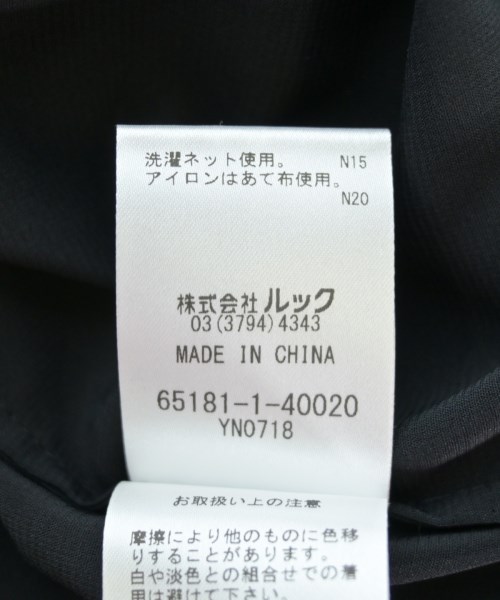 洗濯ネット使用。 N15
アイロンはあて布使用。
N20
株式会社ルック
03(3794)4343
MADE IN CHINA
65181-1-40020
YN0718
お取扱い上の注意
摩擦により他のものに色移
りすることがあります。
白や淡色との組合せでの着
用は避けて下さい。